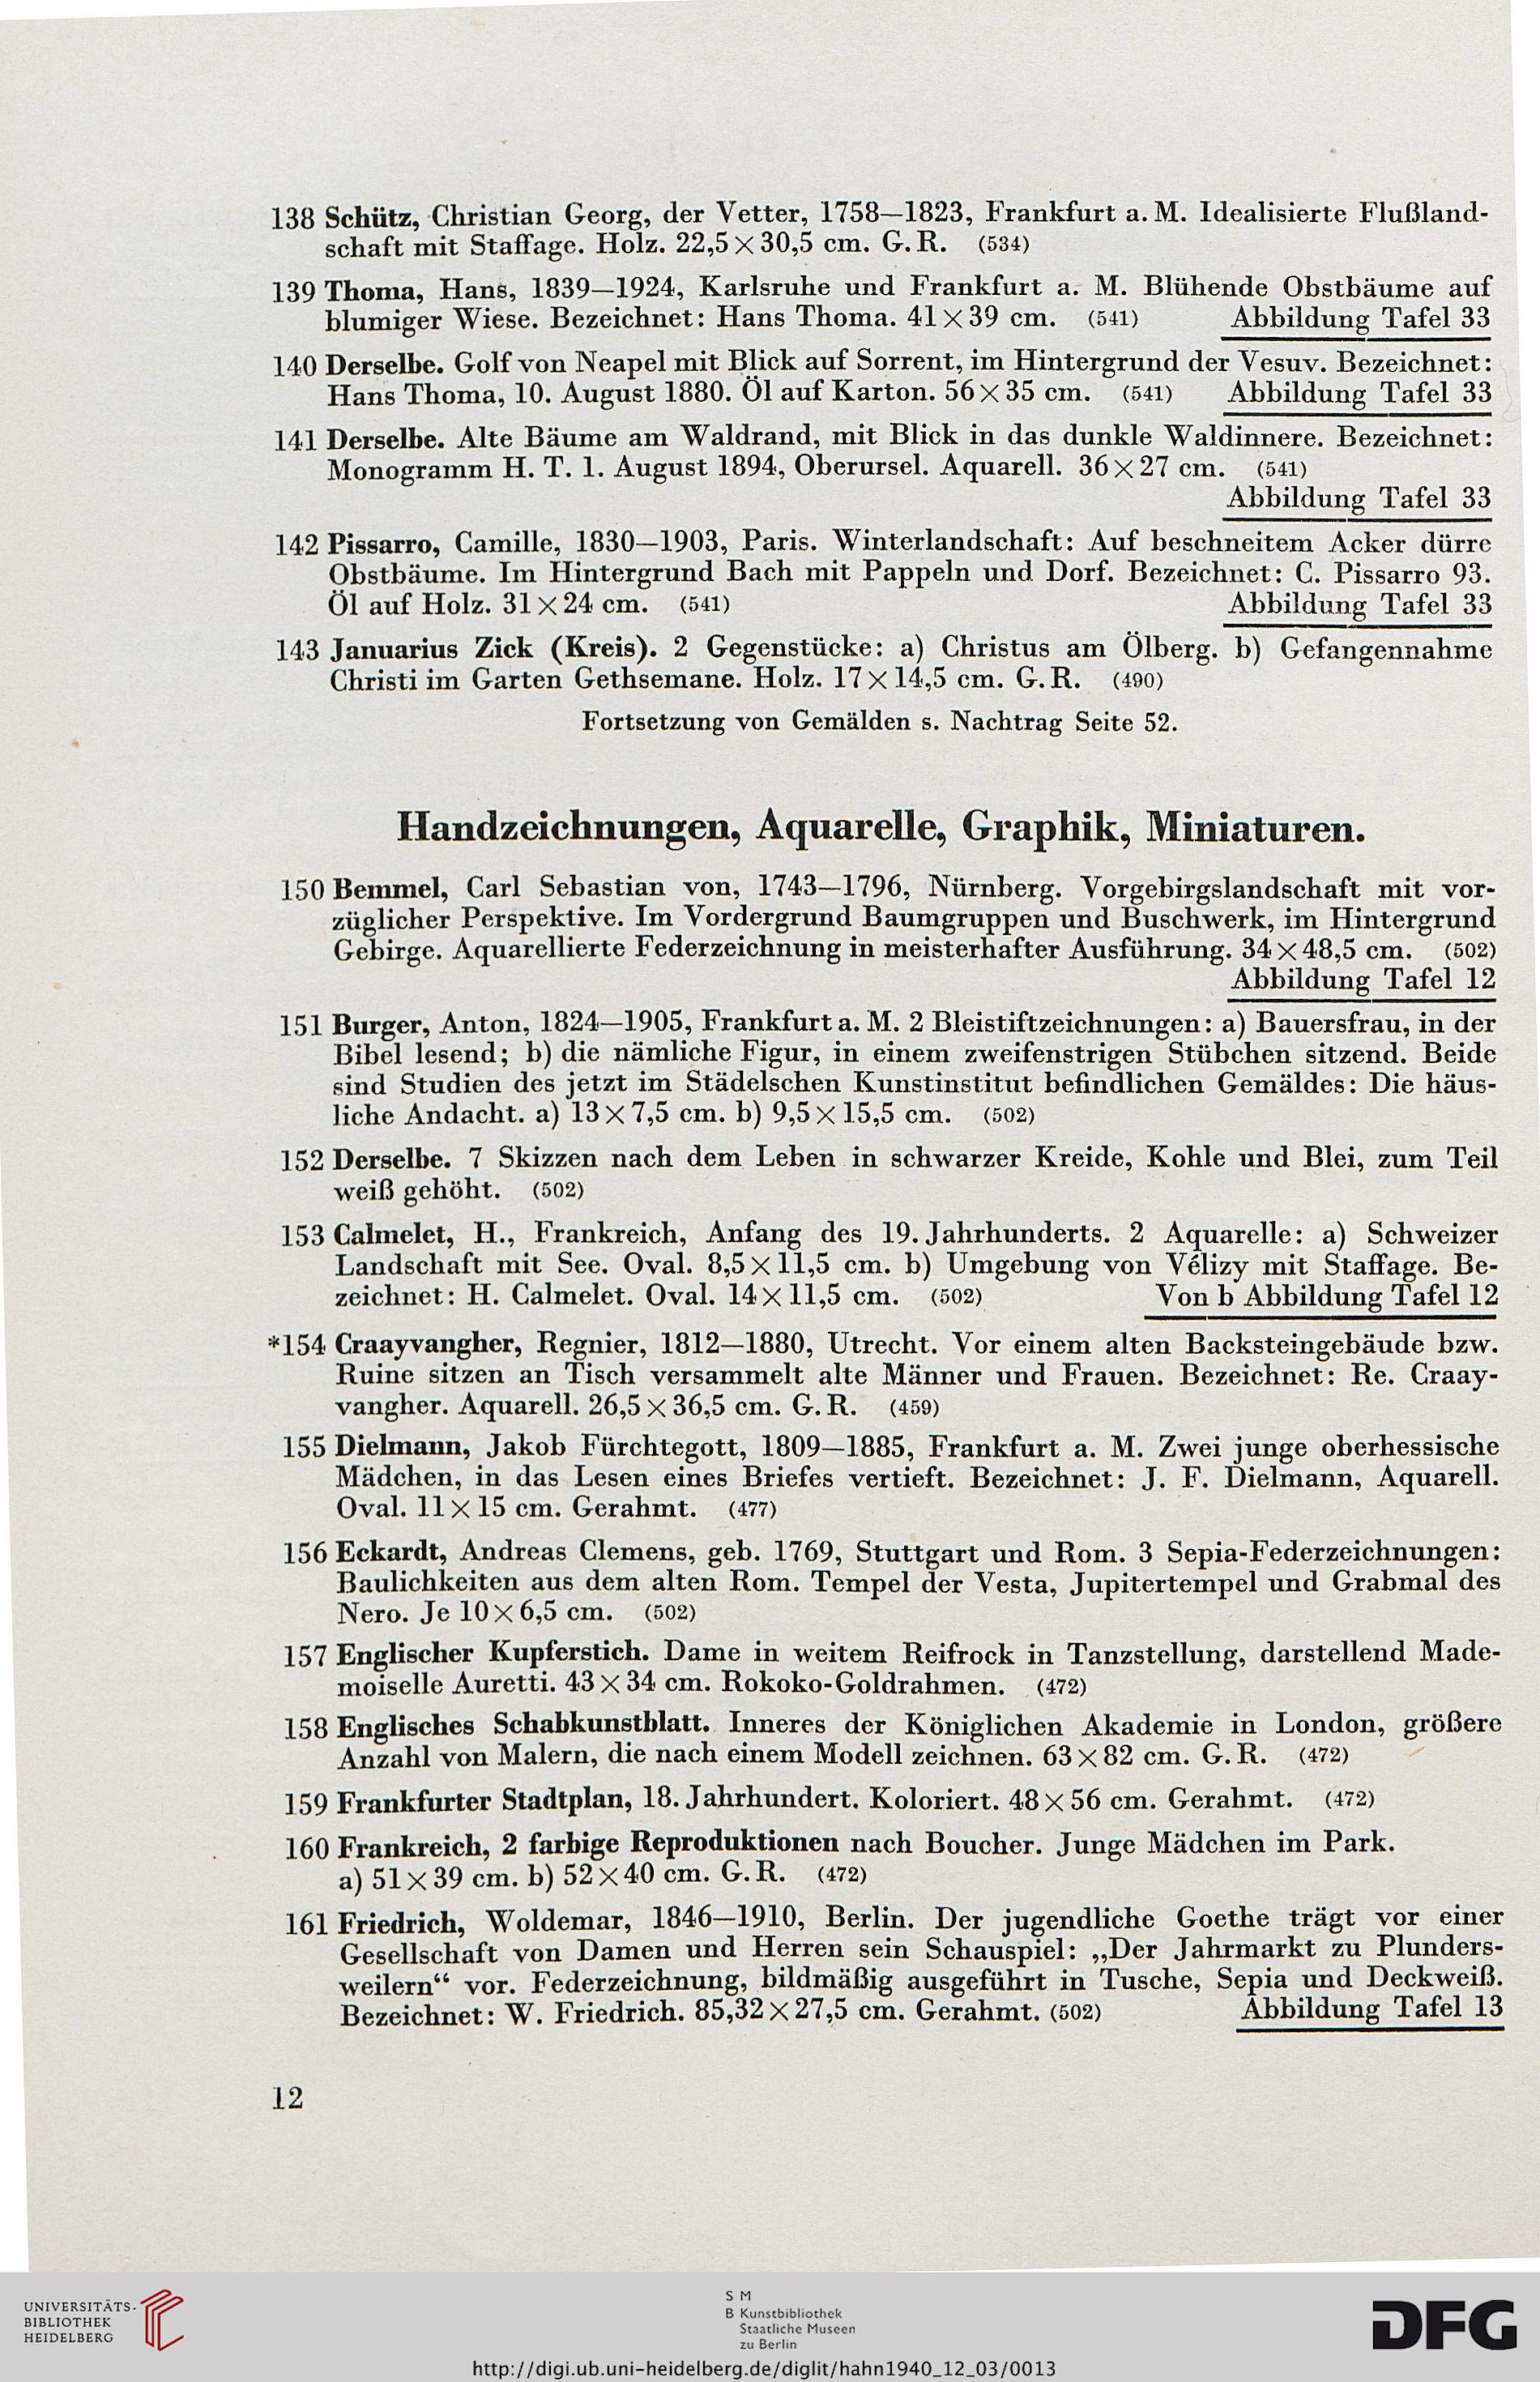 138 Schütz, Christian Georg, der Vetter, 1758—1823, Frankfurt a. M. Idealisierte Flußland-
schaft mit Staffage. Holz. 22,5×30,5 cm. G. R. (534)
139 Thoma, Hans, 1839—1924, Karlsruhe und Frankfurt a. M. Blühende Obstbäume auf
blumiger Wiese. Bezeichnet: Hans Thoma. 41×39 cm. (541) Abbildung Tafel 33
140 Derselbe. Golf von Neapel mit Blick auf Sorrent, im Hintergrund der Vesuv. Bezeichnet:
Hans Thoma, 10. August 1880. Öl auf Karton. 56×35 cm. (541) Abbildung Tafel 33
141 Derselbe. Alte Bäume am Waldrand, mit Blick in das dunkle Waldinnere. Bezeichnet:
Monogramm H. T. 1. August 1894, Oberursel. Aquarell. 36×27 cm. (541)
Abbildung Tafel 33
142 Pissarro, Camille, 1830—1903, Paris. Winterlandschaft: Auf beschneitem Acker dürre
Obstbäume. Im Hintergrund Bach mit Pappeln und Dorf. Bezeichnet: C. Pissarro 93.
Öl auf Holz. 31×24 cm. (541) Abbildung Tafel 33
143 Januarius Zick (Kreis). 2 Gegenstücke: a) Christus am Ölberg. b) Gefangennahme
Christi im Garten Gethsemane. Holz. 17×14,5 cm. G. R. (490)
Fortsetzung von Gemälden s. Nachtrag Seite 52.
Handzeichnungen, Aquarelle, Graphik, Miniaturen.
150 Bemmel, Carl Sebastian von, 1743—1796, Nürnberg. Vorgebirgslandschaft mit vor-
züglicher Perspektive. Im Vordergrund Baumgruppen und Buschwerk, im Hintergrund
Gebirge. Aquarellierte Federzeichnung in meisterhafter Ausführung. 34×48,5 cm. (502)
Abbildung Tafel 12
151 Burger, Anton, 1824—1905, Frankfurt a. M. 2 Bleistiftzeichnungen: a) Bauersfrau, in der
Bibel lesend; b) die nämliche Figur, in einem zweifenstrigen Stübchen sitzend. Beide
sind Studien des jetzt im Städelschen Kunstinstitut befindlichen Gemäldes: Die häus-
liche Andacht. a) 13×7,5 cm. b) 9,5×15,5 cm. (502)
152 Derselbe. 7 Skizzen nach dem Leben in schwarzer Kreide, Kohle und Blei, zum Teil
weiß gehöht. (502)
153 Calmelet, H., Frankreich, Anfang des 19. Jahrhunderts. 2 Aquarelle: a) Schweizer
Landschaft mit See. Oval. 8,5×11,5 cm. b) Umgebung von Vélizy mit Staffage. Be-
zeichnet: H. Calmelet. Oval. 14×11,5 cm. (502) Von b Abbildung Tafel 12
*154 Craayvangher, Regnier, 1812—1880, Utrecht. Vor einem alten Backsteingebäude bzw.
Ruine sitzen an Tisch versammelt alte Männer und Frauen. Bezeichnet: Re. Craay-
vangher. Aquarell. 26,5×36,5 cm. G. R. (459)
155 Dielmann, Jakob Fürchtegott, 1809—1885, Frankfurt a. M. Zwei junge oberhessische
Mädchen, in das Lesen eines Briefes vertieft. Bezeichnet: J. F. Dielmann, Aquarell.
Oval. 11×15 cm. Gerahmt. (477)
156 Eckardt, Andreas Clemens, geb. 1769, Stuttgart und Rom. 3 Sepia-Federzeichnungen:
Baulichkeiten aus dem alten Rom. Tempel der Vesta, Jupitertempel und Grabmal des
Nero. Je 10×6,5 cm. (502)
157 Englischer Kupferstich. Dame in weitem Reifrock in Tanzstellung, darstellend Made-
moiselle Auretti. 43×34 cm. Rokoko-Goldrahmen. (472)
158 Englisches Schabkunstblatt. Inneres der Königlichen Akademie in London, größere
Anzahl von Malern, die nach einem Modell zeichnen. 63×82 cm. G. R. (472)
159 Frankfurter Stadtplan, 18. Jahrhundert. Koloriert. 48×56 cm. Gerahmt. (472)
160 Frankreich, 2 farbige Reproduktionen nach Boucher. Junge Mädchen im Park.
a) 51×39 cm. b) 52×40 cm. G. R. (472)
161 Friedrich, Woldemar, 1846—1910, Berlin. Der jugendliche Goethe trägt vor einer
Gesellschaft von Damen und Herren sein Schauspiel: „Der Jahrmarkt zu Plunders-
weilern“ vor. Federzeichnung, bildmäßig ausgeführt in Tusche, Sepia und Deckweiß.
Bezeichnet: W. Friedrich. 85,32×27,5 cm. Gerahmt. (502) Abbildung Tafel 13
12
UNIVERSITÄTS-
BIBLIOTHEK
HEIDELBERG
S M
B Kunstbibliothek
Staatliche Museen
zu Berlin
DFG
http://digi.ub.uni-heidelberg.de/diglit/hahn1940_12_03/0013